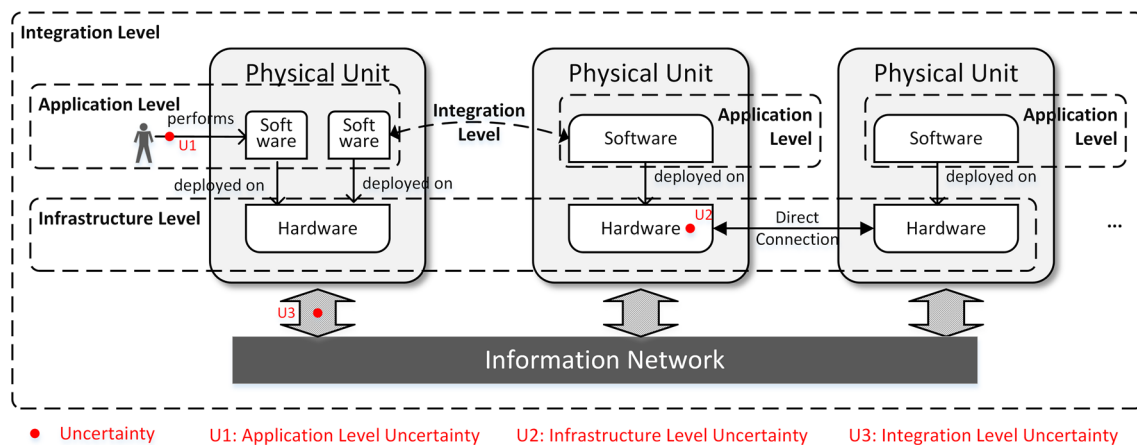 Integration Level
Physical Unit
Physical Unit
Physical Unit
Application Level
performs
U1
Soft
ware
Soft
ware
Integration
Level
Application
Level
Software
Application
Level
Software
deployed on
deployed on
deployed on
deployed on
Infrastructure Level
Hardware
Hardware
U2
Direct
Connection
Hardware
...
U3
Information Network
Uncertainty
U1: Application Level Uncertainty
U2: Infrastructure Level Uncertainty
U3: Integration Level Uncertainty